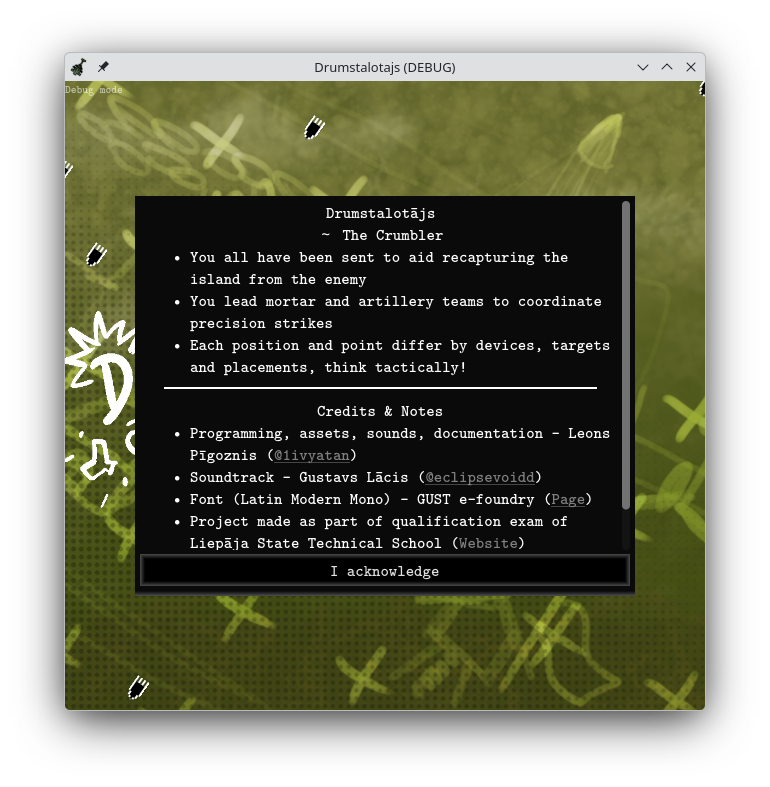 Drumstalotajs (DEBUG)
Debug mode
Drumstalotājs
~ The Crumbler
• You all have been sent to aid recapturing the
island from the enemy
• You lead mortar and artillery teams to coordinate
precision strikes
• Each position and point differ by devices, targets
and placements, think tactically!
Credits & Notes
• Programming, assets, sounds, documentation – Leons
Pīgoznis (@1ivyatan)
• Soundtrack – Gustavs Lācis (@eclipsevoidd)
• Font (Latin Modern Mono) – GUST e-foundry (Page)
• Project made as part of qualification exam of
Liepāja State Technical School (Website)
I acknowledge
D